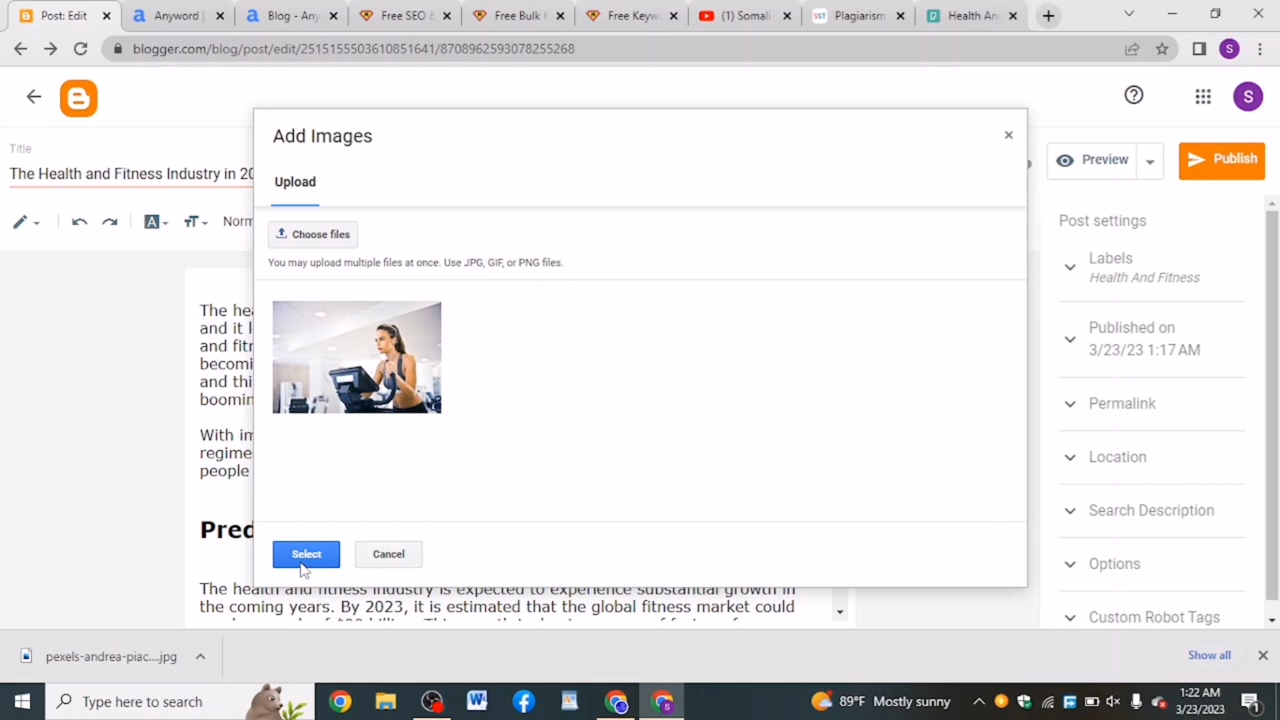 Post: Edit
Anyword |
Blog - Any
Free SEO &
Free Bulk
Free Keyw
(1) Somali
SST
Plagiarism
Health And
blogger.com/blog/post/edit/2515155503610851641/8708962593078255268
S
S
Add Images
Title
The Health and Fitness Industry in 20
Preview
Publish
Upload
Norm
Choose files
You may upload multiple files at once. Use JPG, GIF, or PNG files.
Post settings
Labels
Health And Fitness
The hea
and it l
and fitr
becomi
and thi
boomi
Published on
3/23/23 1:17 AM
Permalink
With im
regime
people
Location
Search Description
Pred
Select
Cancel
Options
The health and fitness industry is expected to experience substantial growth in
the coming years. By 2023, it is estimated that the global fitness market could
Custom Robot Tags
pexels-andrea-piac....jpg
Show all
Type here to search
89°F Mostly sunny
1:22 AM
3/23/2023
1